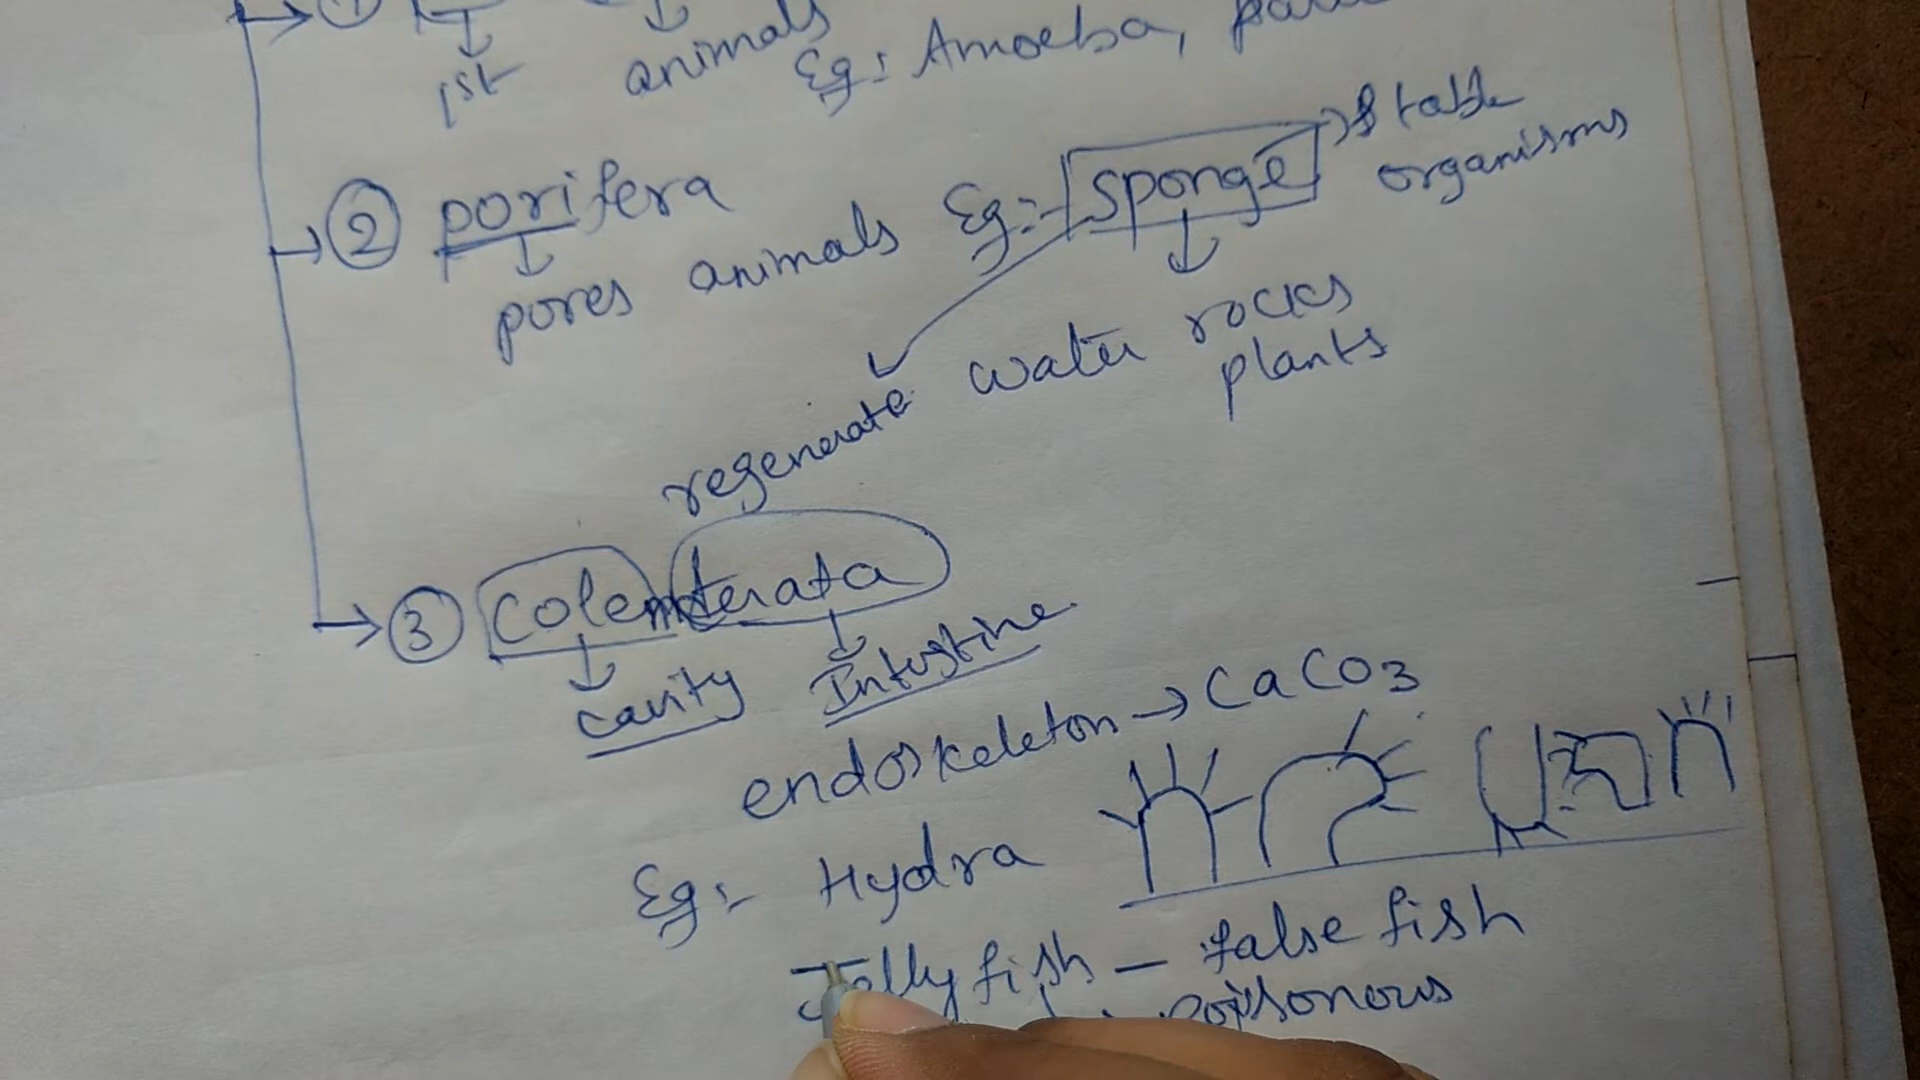 ①
1st animals
Eg: Amoeba,
② porifera
pores animals Eg:- sponge → stable organisms
regenerate water rocks
plants
③ Colenterata
cavity Intestine
endoskeleton → CaCO3
Eg:- Hydra
Jelly fish - false fish
poisonous